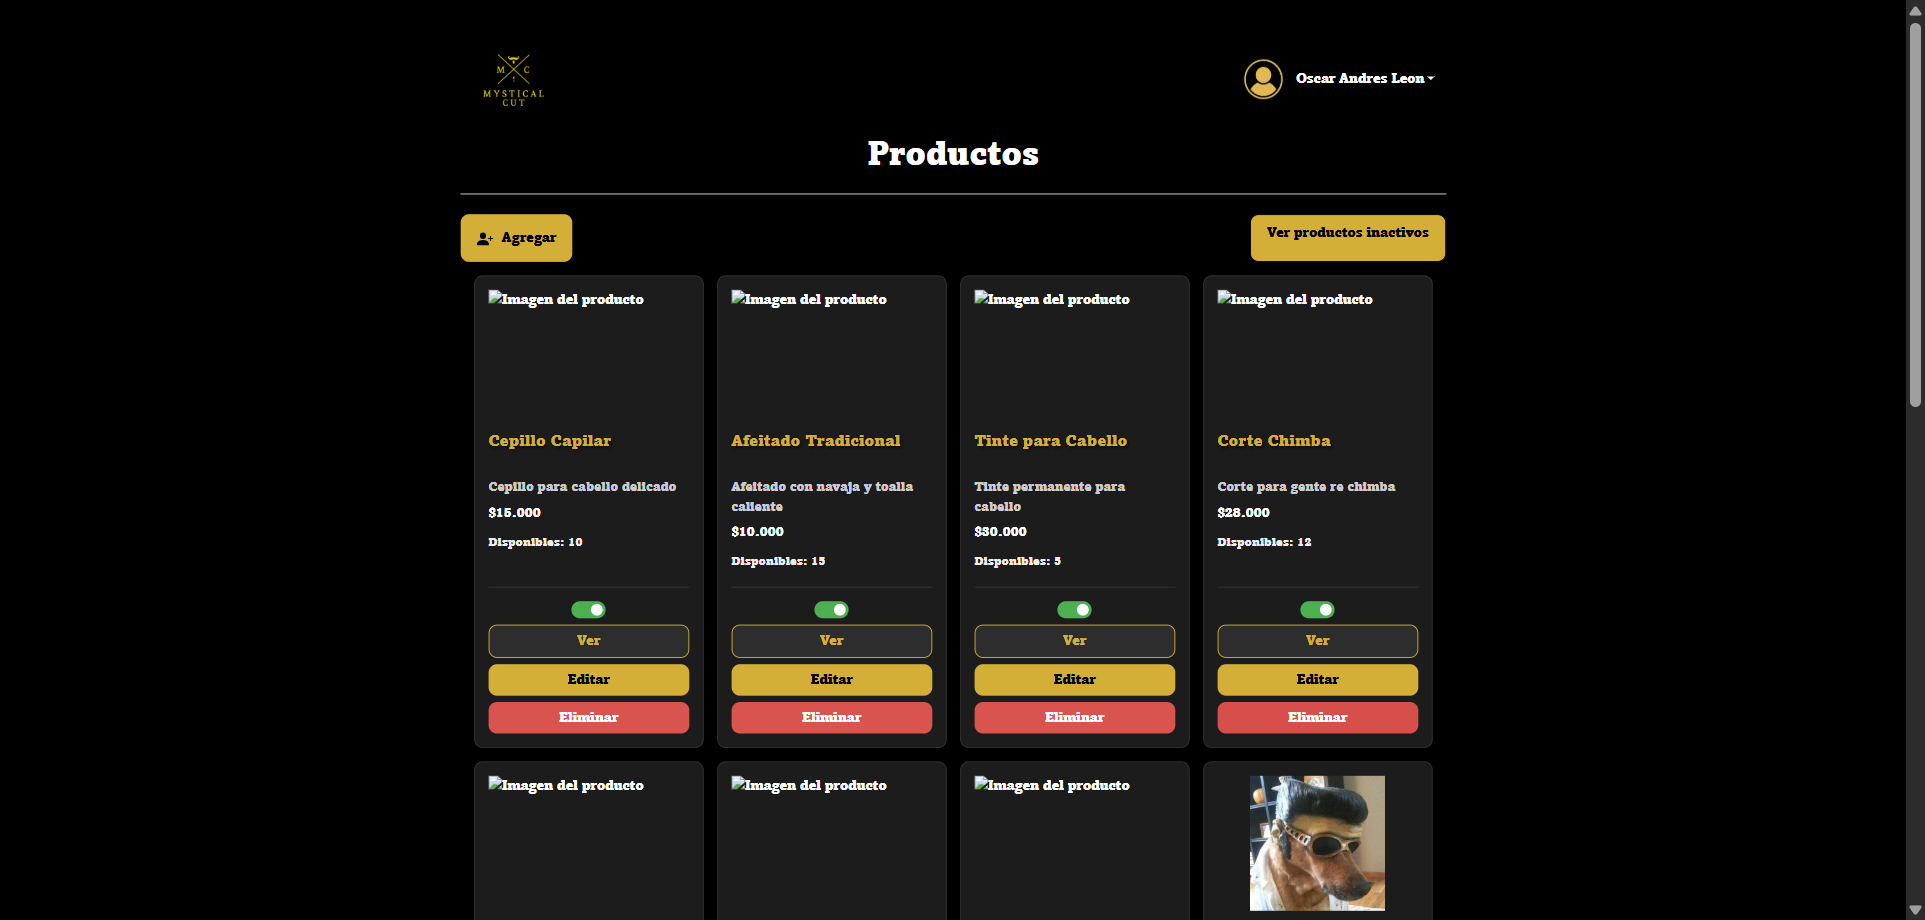 M C
MYSTICAL
CUT
Oscar Andres Leon
Productos
Agregar
Ver productos inactivos
Imagen del producto
Imagen del producto
Imagen del producto
Imagen del producto
Cepillo Capilar
Afeitado Tradicional
Tinte para Cabello
Corte Chimba
Cepillo para cabello delicado
$15.000
Disponibles: 10
Afeitado con navaja y toalla
caliente
$10.000
Disponibles: 15
Tinte permanente para
cabello
$30.000
Disponibles: 5
Corte para gente re chimba
$28.000
Disponibles: 12
Ver
Ver
Ver
Ver
Editar
Editar
Editar
Editar
Eliminar
Eliminar
Eliminar
Eliminar
Imagen del producto
Imagen del producto
Imagen del producto